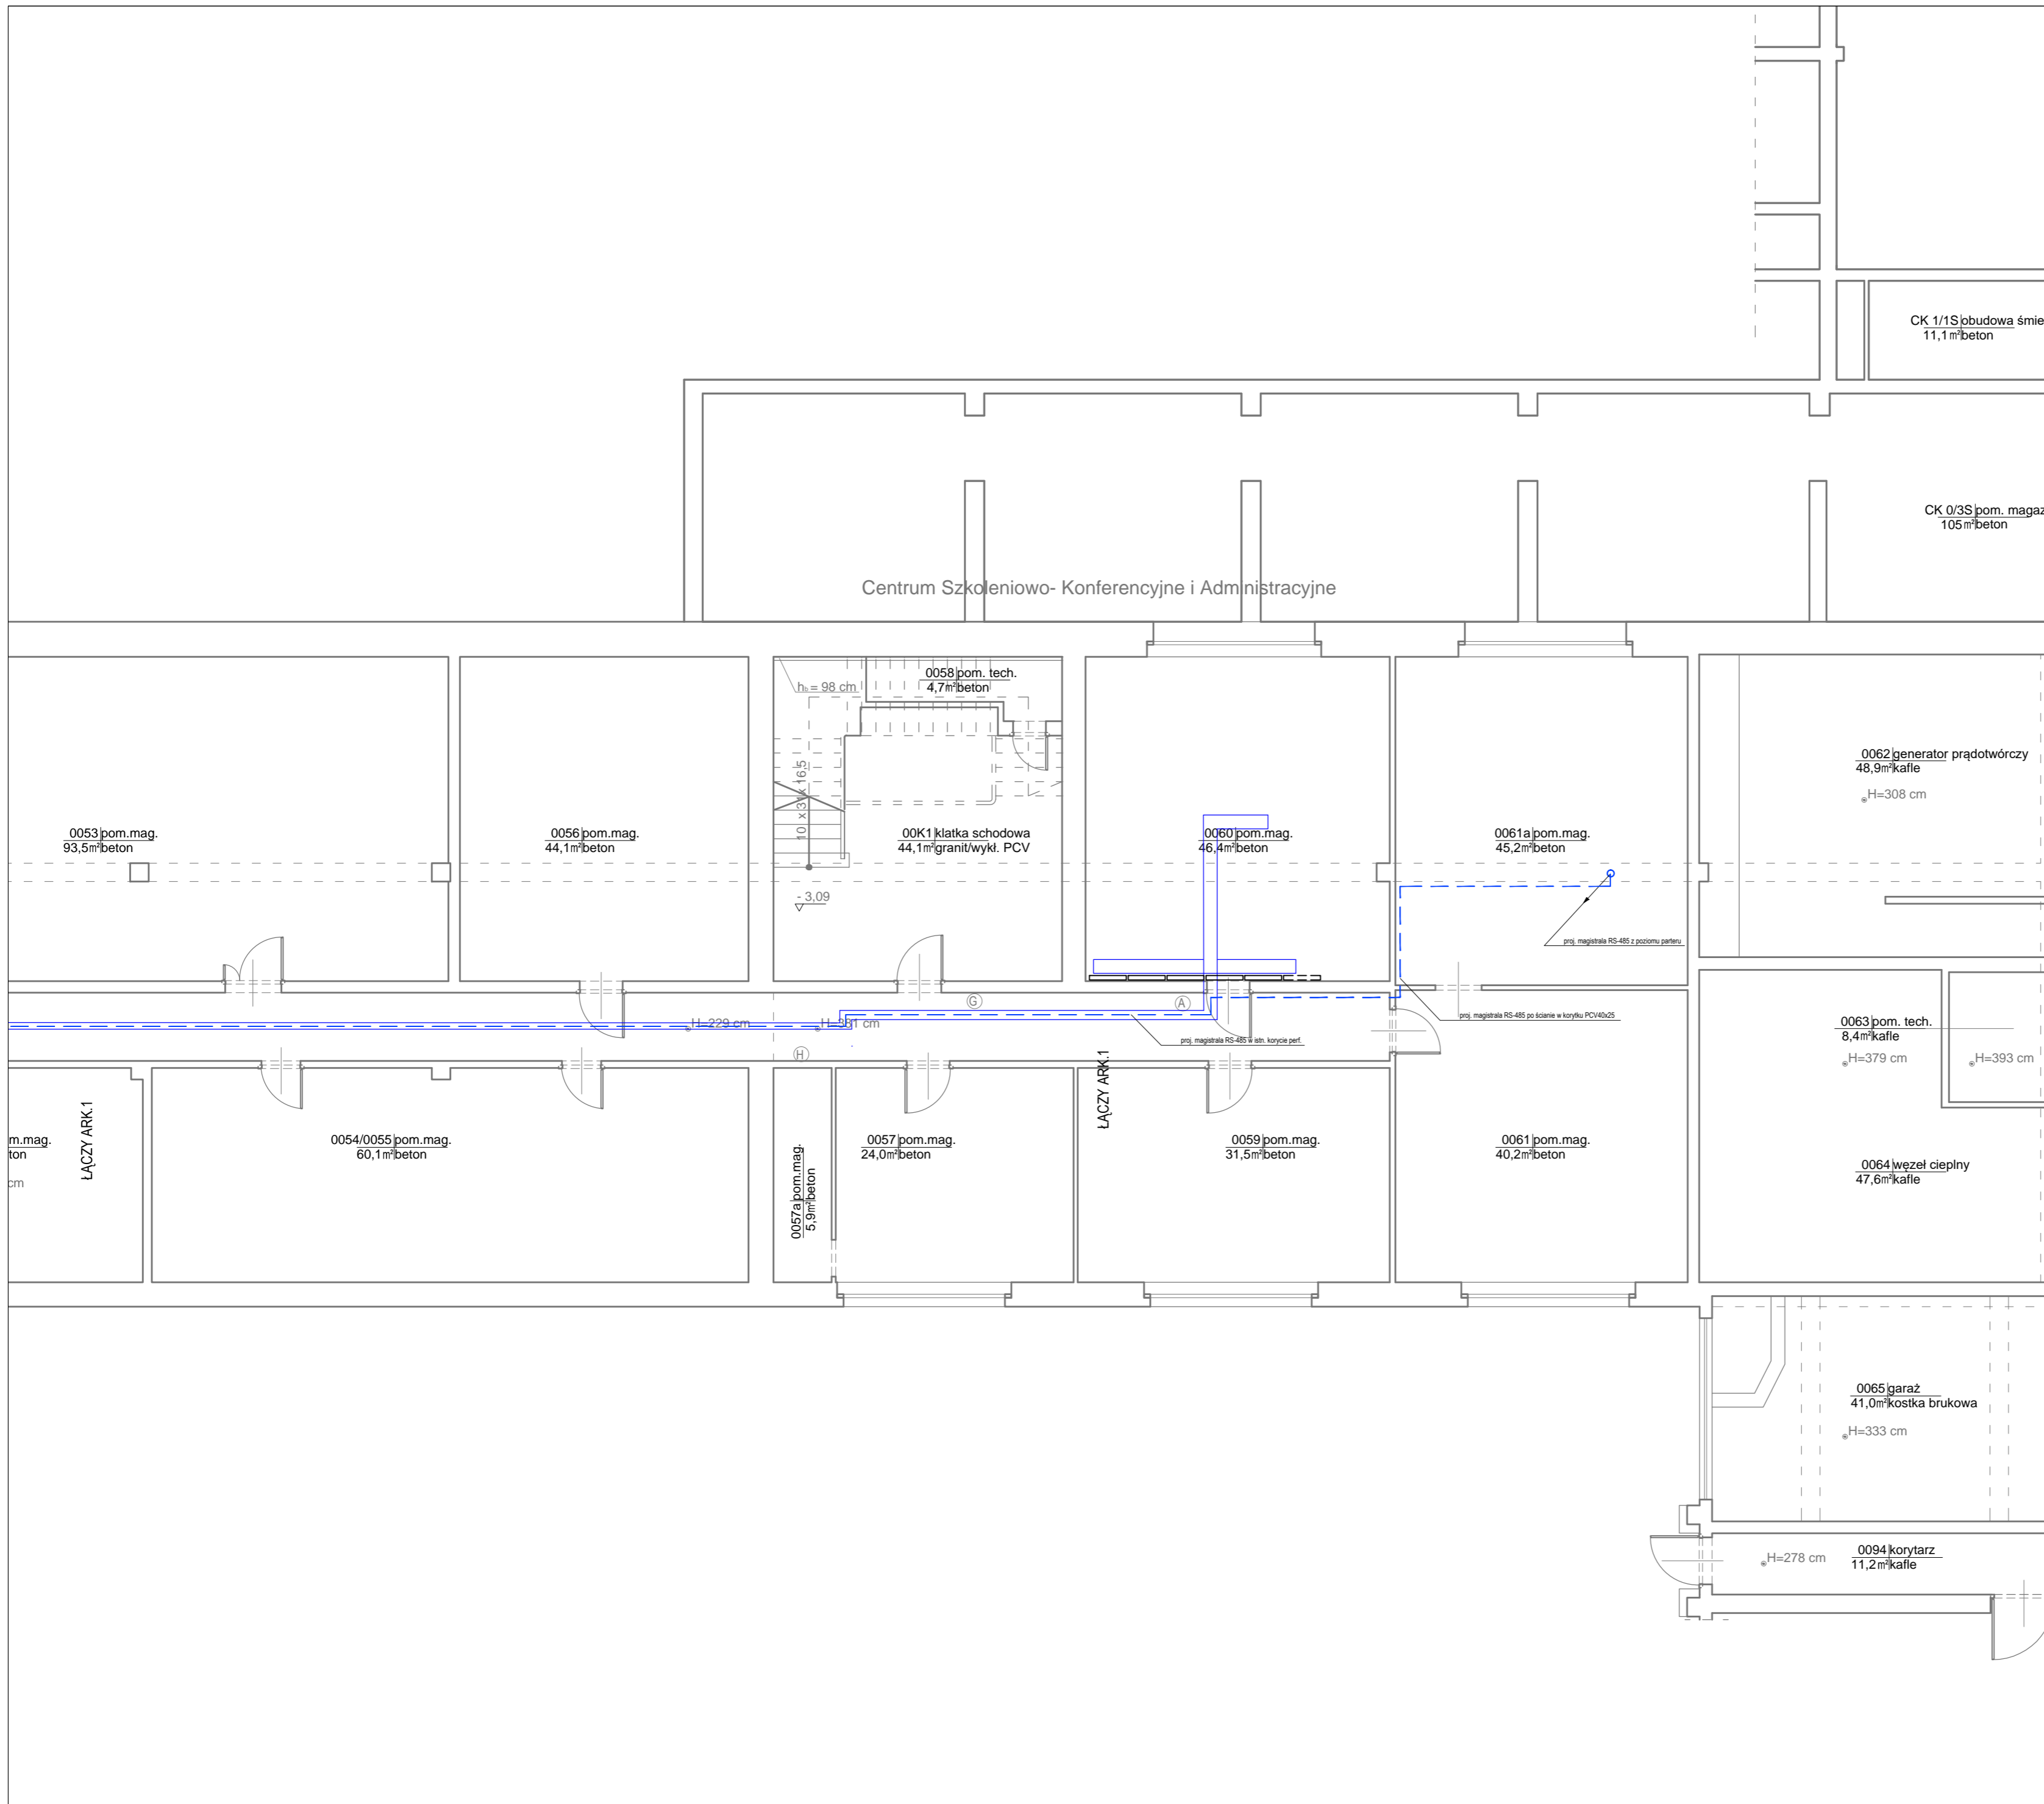 CK 1/1S obudowa śmie
11,1m² beton
CK 0/3S pom. magaz
105m² beton
Centrum Szkoleniowo- Konferencyjne i Administracyjne
0058 pom. tech.
4,7m² beton
hb = 98 cm
10 x 31 x 16,5
0062 generator prądotwórczy
48,9m² kafle
H=308 cm
0053 pom.mag.
93,5m² beton
0056 pom.mag.
44,1m² beton
00K1 klatka schodowa
44,1m² granit/wykł. PCV
0060 pom.mag.
46,4m² beton
0061a pom.mag.
45,2m² beton
- 3,09
proj. magistrala RS-485 z poziomu parteru
G
A
H
proj. magistrala RS-485 po ścianie w korytku PCV40x25
H=229 cm
H=361 cm
proj. magistrala RS-485 w istn. korycie perf.
0063 pom. tech.
8,4m² kafle
H=379 cm
H=393 cm
ŁĄCZY ARK.1
ŁĄCZY ARK.1
m.mag.
ton
cm
0054/0055 pom.mag.
60,1m² beton
0057a pom.mag.
5,9m² beton
0057 pom.mag.
24,0m² beton
0059 pom.mag.
31,5m² beton
0061 pom.mag.
40,2m² beton
0064 węzeł cieplny
47,6m² kafle
0065 garaż
41,0m² kostka brukowa
H=333 cm
0094 korytarz
11,2m² kafle
H=278 cm